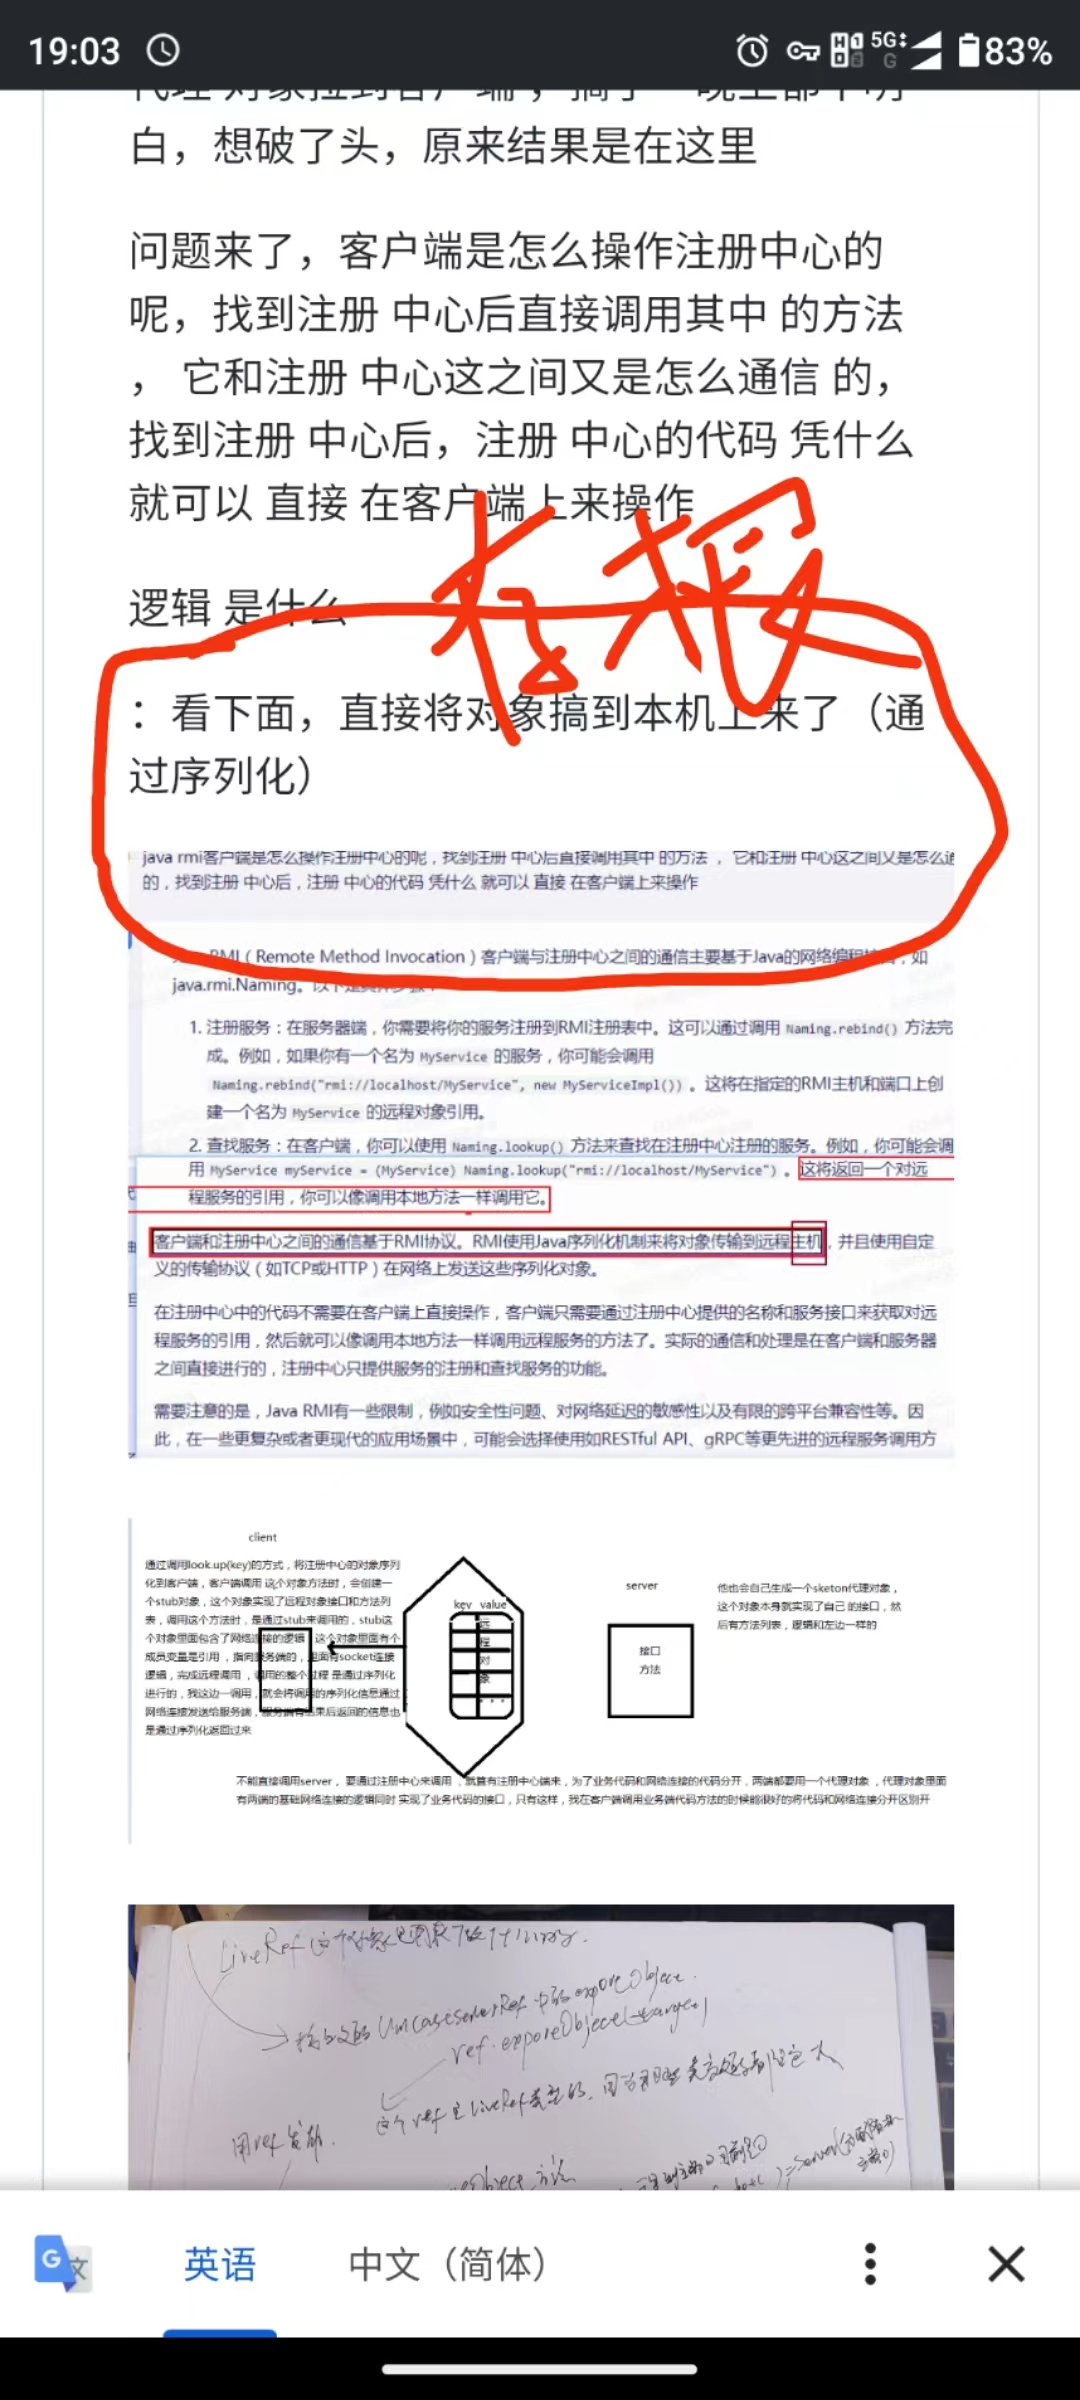 19:03
5G
G
83%
白，想破了头，原来结果是在这里
问题来了，客户端是怎么操作注册中心的
呢，找到注册 中心后直接调用其中 的方法
， 它和注册 中心这之间又是怎么通信 的，
找到注册 中心后，注册 中心的代码 凭什么
就可以 直接 在客户端上来操作
逻辑 是什么
：看下面，直接将对象搞到本机上来了（通
过序列化）
java rmi客户端是怎么操作注册中心的呢，找到注册 中心后直接调用其中 的方法 ， 它和注册 中心这之间又是怎么通
的，找到注册 中心后，注册 中心的代码 凭什么 就可以 直接 在客户端上来操作
RMI（Remote Method Invocation）客户端与注册中心之间的通信主要基于Java的网络编程接口，如
java.rmi.Naming。
1. 注册服务：在服务器端，你需要将你的服务注册到RMI注册表中。这可以通过调用 Naming.rebind() 方法完
成。例如，如果你有一个名为 MyService 的服务，你可能会调用
Naming.rebind("rmi://localhost/MyService", new MyServiceImpl()) 。这将在指定的RMI主机和端口上创
建一个名为 MyService 的远程对象引用。
2. 查找服务：在客户端，你可以使用 Naming.lookup() 方法来查找在注册中心注册的服务。例如，你可能会调
用 MyService myService = (MyService) Naming.lookup("rmi://localhost/MyService") 。这将返回一个对远
程服务的引用，你可以像调用本地方法一样调用它。
客户端和注册中心之间的通信基于RMI协议。RMI使用Java序列化机制来将对象传输到远程主机，并且使用自定
义的传输协议（如TCP或HTTP）在网络上发送这些序列化对象。
在注册中心中的代码不需要在客户端上直接操作，客户端只需要通过注册中心提供的名称和服务接口来获取对远
程服务的引用，然后就可以像调用本地方法一样调用远程服务的方法了。实际的通信和处理是在客户端和服务器
之间直接进行的，注册中心只提供服务的注册和查找服务的功能。
需要注意的是，Java RMI有一些限制，例如安全性问题、对网络延迟的敏感性以及有限的跨平台兼容性等。因
此，在一些更复杂或者更现代的应用场景中，可能会选择使用如RESTful API、gRPC等更先进的远程服务调用方
client
通过调用look.up(key)的方式，将注册中心的对象序列
化到客户端，客户端调用 这个对象方法时，会创建一
个stub对象，这个对象实现了远程对象接口和方法列
表，调用这个方法时，是通过stub来调用的，stub这
个对象里面包含了网络连接的逻辑，这个对象里面有个
成员变量是引用，指向服务端的，里面有socket连接
逻辑，完成远程调用，调用的整个过程 是通过序列化
进行的，我这边一调用，就会将调用的序列化信息通过
网络连接发送给服务端，服务端有结果后返回的信息也
是通过序列化返回过来
key value
远
程
对
象
server
接口
方法
他也会自己生成一个sketon代理对象，
这个对象本身就实现了自己 的接口，然
后有方法列表，逻辑和左边一样的
不能直接调用server，要通过注册中心来调用，就算有注册中心端来，为了业务代码和网络连接的代码分开，两端都要用一个代理对象，代理对象里面
有两端的基础网络连接的逻辑同时 实现了业务代码的接口，只有这样，我在客户端调用业务端代码方法的时候能很好的将代码和网络连接分开区别开
LiveRef
ref.exporeObject(target)
这个ref是liveRef类型的
用ref发布.
英语
中文（简体）